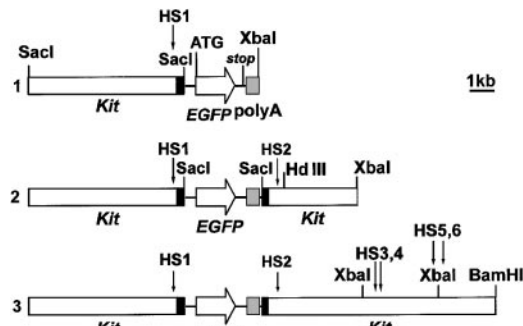 HS1
SacI SacI ATG stop XbaI
1
Kit EGFP polyA
1kb
HS1 HS2
SacI SacI Hd III XbaI
2
Kit EGFP Kit
HS5,6
HS1 HS2 HS3,4
XbaI XbaI BamHI
3
Kit Kit